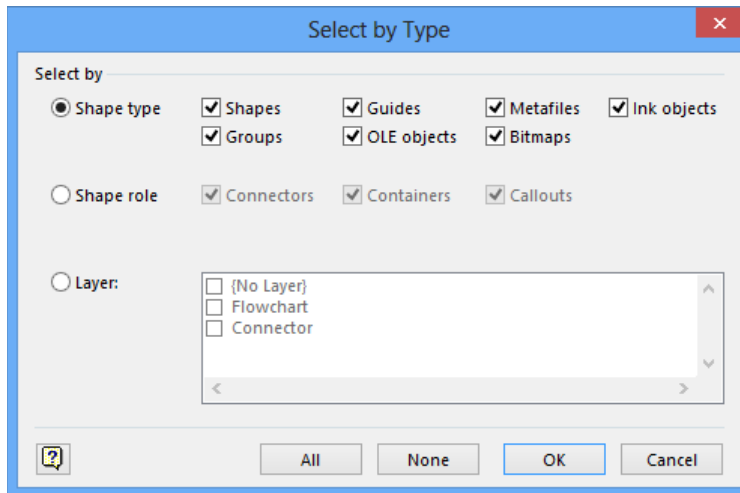 Select by Type
Select by
Shape type Shapes Guides Metafiles Ink objects
Groups OLE objects Bitmaps
Shape role Connectors Containers Callouts
Layer: {No Layer}
Flowchart
Connector
? All None OK Cancel